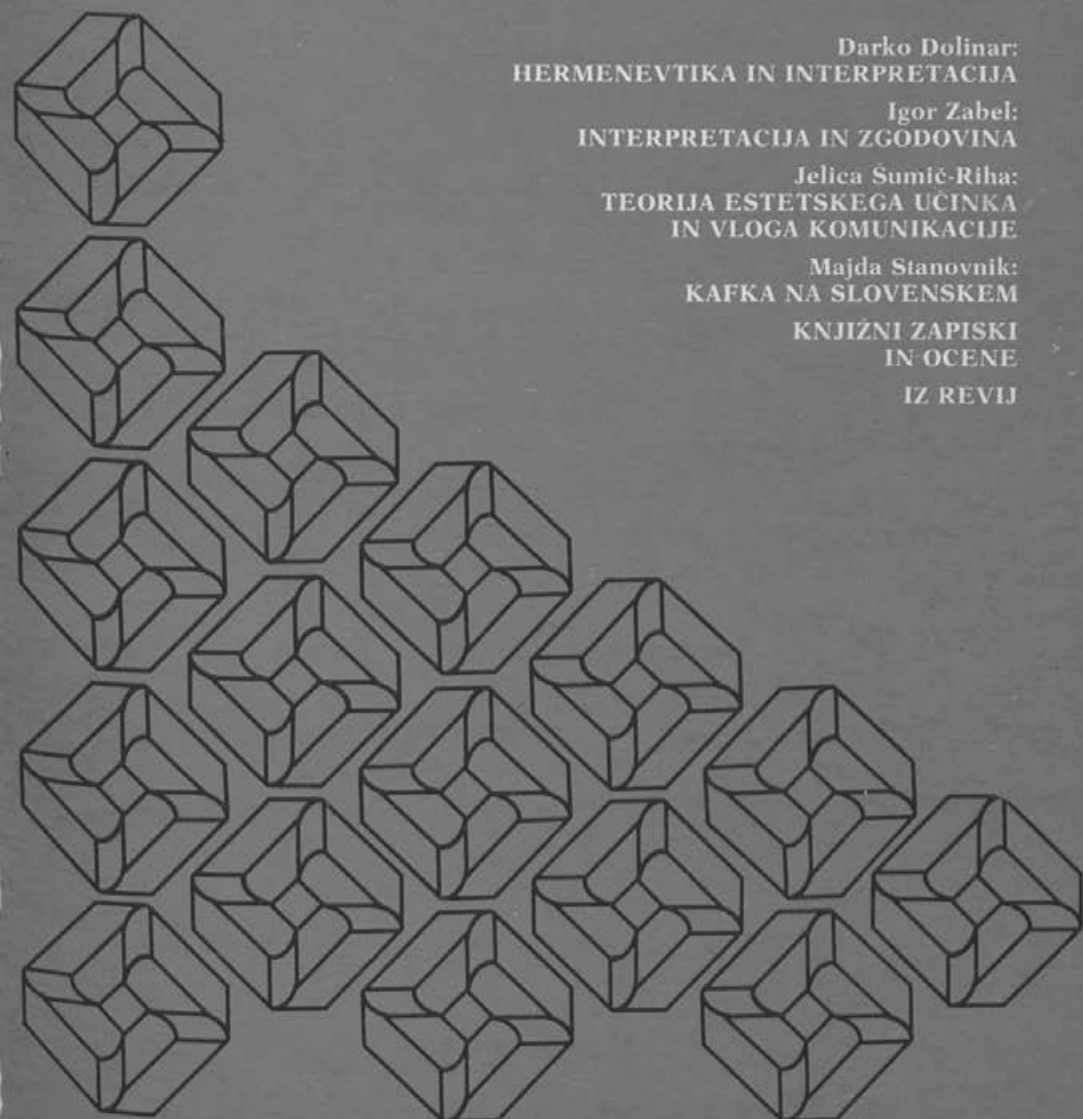 Darko Dolinar:
HERMENEVTIKA IN INTERPRETACIJA
Igor Zabel:
INTERPRETACIJA IN ZGODOVINA
Jelica Šumič-Riha:
TEORIJA ESTETSKEGA UČINKA
IN VLOGA KOMUNIKACIJE
Majda Stanovnik:
KAFKA NA SLOVENSKEM
KNJIŽNI ZAPISKI
IN OCENE
IZ REVIJ